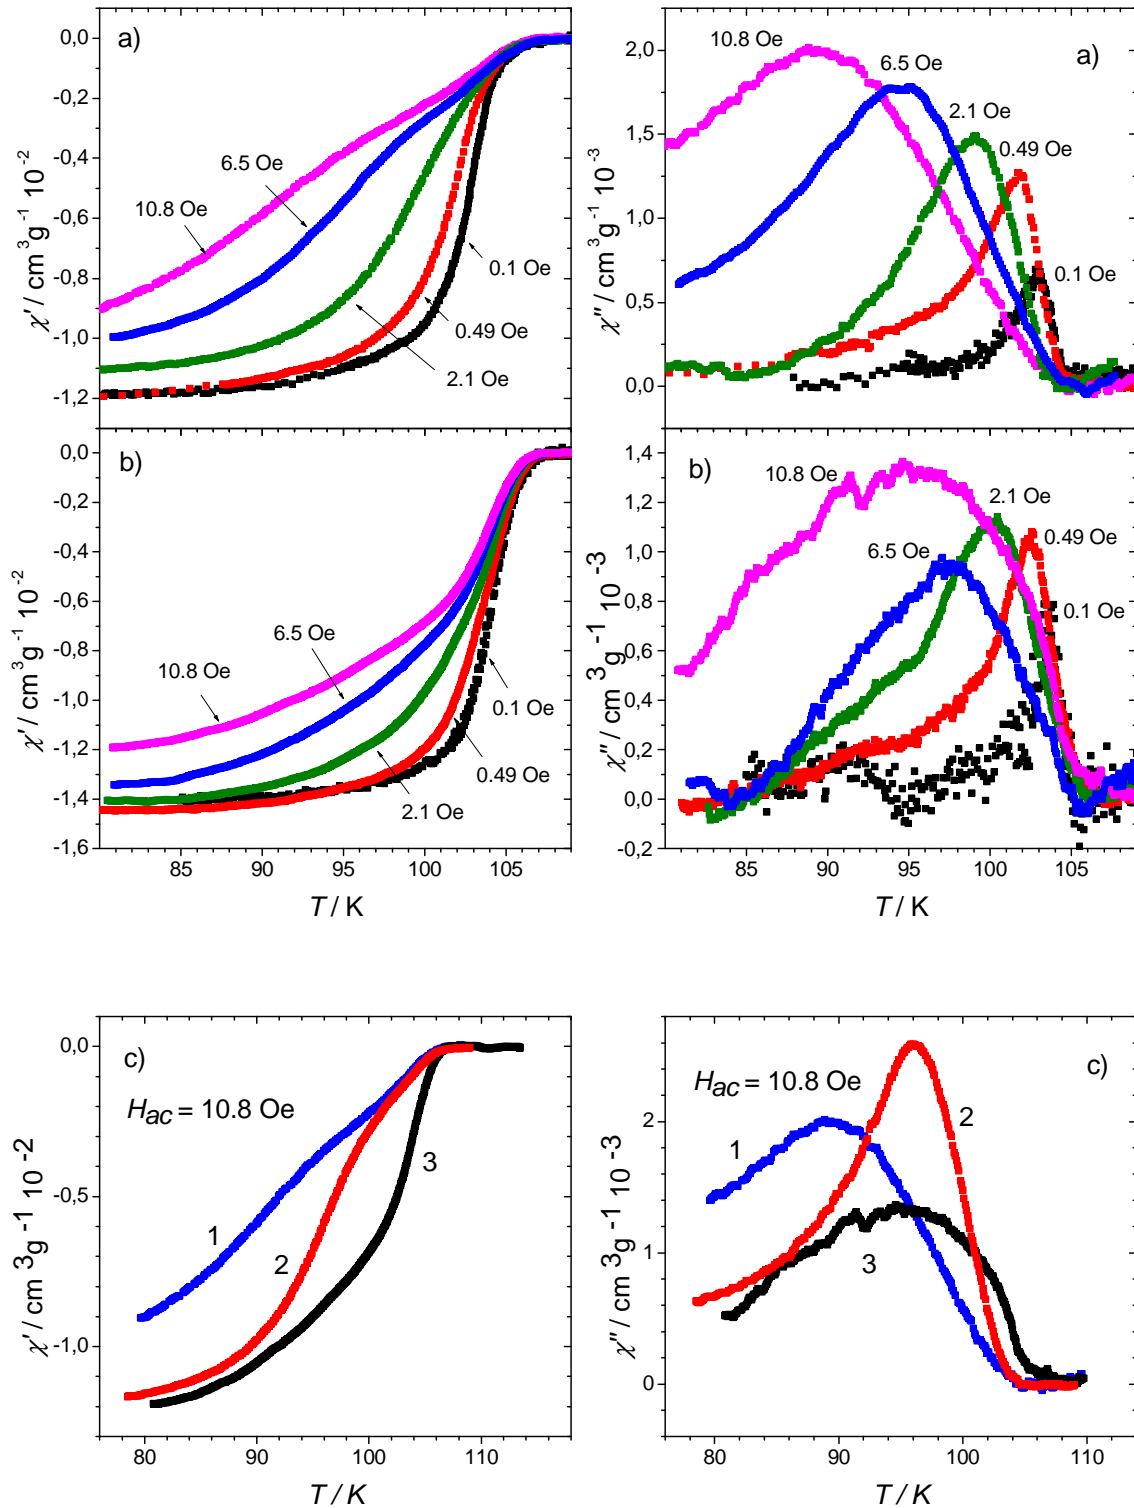 a)
0,0
-0,2
-0,4
-0,6
-0,8
-1,0
-1,2
χ' / cm³g⁻¹ 10⁻²
6.5 Oe
10.8 Oe
0.1 Oe
0.49 Oe
2.1 Oe
a)
2,0
1,5
1,0
0,5
0,0
χ'' / cm³g⁻¹ 10⁻³
10.8 Oe
6.5 Oe
2.1 Oe
0.49 Oe
0.1 Oe
b)
0,0
-0,2
-0,4
-0,6
-0,8
-1,0
-1,2
-1,4
-1,6
χ' / cm³g⁻¹ 10⁻²
6.5 Oe
10.8 Oe
0.1 Oe
0.49 Oe
2.1 Oe
85 90 95 100 105
T / K
b)
1,4
1,2
1,0
0,8
0,6
0,4
0,2
0,0
-0,2
χ'' / cm 3g-1 10 -3
10.8 Oe
2.1 Oe
0.49 Oe
6.5 Oe
0.1 Oe
85 90 95 100 105
T / K
c)
0,0
-0,5
-1,0
χ' / cm 3g-1 10 -2
Hac = 10.8 Oe
1
2
3
80 90 100 110
T / K
c)
2
1
0
χ'' / cm 3g-1 10 -3
Hac = 10.8 Oe
1
2
3
80 90 100 110
T / K